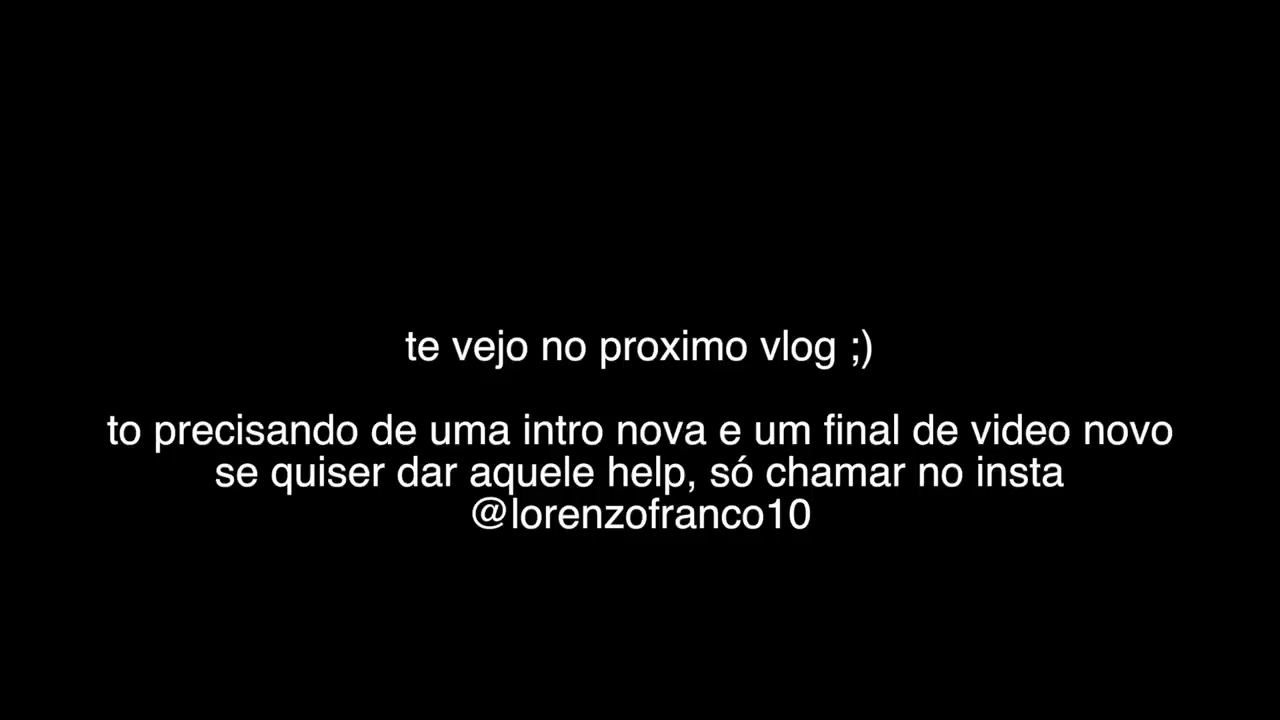 te vejo no proximo vlog ;)
to precisando de uma intro nova e um final de video novo
se quiser dar aquele help, só chamar no insta
@lorenzofranco10